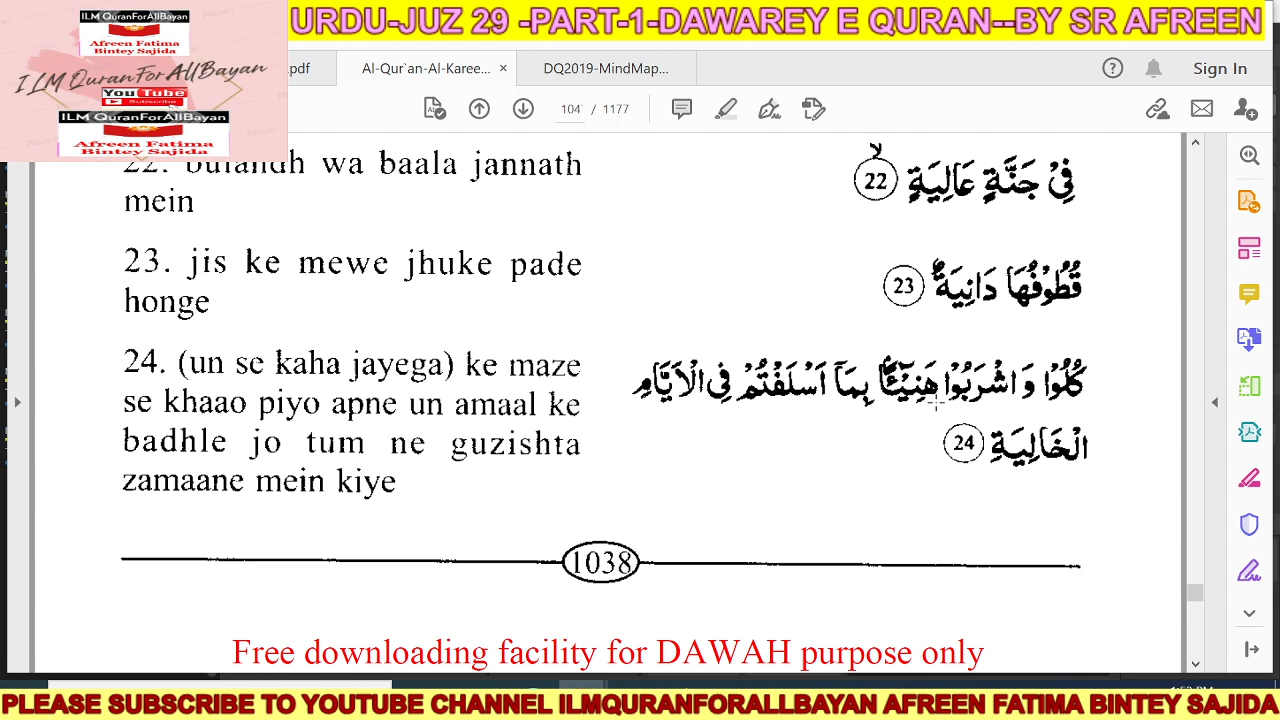 URDU-JUZ 29 -PART-1-DAWAREY E QURAN--BY SR AFREEN
ILM QuranForAllBayan
Afreen Fatima
Bintey Sajida
ILM QuranForAllBayan
YouTube
Subscribe
ILM QuranForAllBayan
Afreen Fatima
Bintey Sajida
.pdf
Al-Qur`an-Al-Karee...
×
DQ2019-MindMap...
Sign In
104 / 1177
22. bulandh wa baala jannath
mein
فِيْ جَنَّةٍ عَالِيَةٍ ۙ 22
23. jis ke mewe jhuke pade
honge
قُطُوْفُهَا دَانِيَةٌ 23
24. (un se kaha jayega) ke maze
se khaao piyo apne un amaal ke
badhle jo tum ne guzishta
zamaane mein kiye
كُلُوْا وَاشْرَبُوْا هَنِيْٓـًٔۢا بِمَآ اَسْلَفْتُمْ فِى الْاَيَّامِ
الْخَالِيَةِ 24
1038
Free downloading facility for DAWAH purpose only
PLEASE SUBSCRIBE TO YOUTUBE CHANNEL ILMQURANFORALLBAYAN AFREEN FATIMA BINTEY SAJIDA